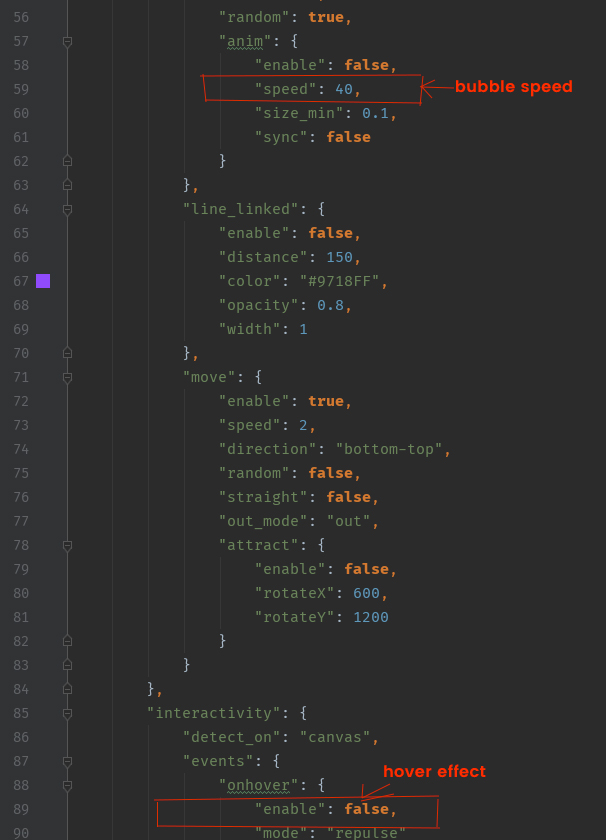 56 "random": true,
57 "anim": {
58 "enable": false,
59 "speed": 40, bubble speed
60 "size_min": 0.1,
61 "sync": false
62 }
63 },
64 "line_linked": {
65 "enable": false,
66 "distance": 150,
67 "color": "#9718FF",
68 "opacity": 0.8,
69 "width": 1
70 },
71 "move": {
72 "enable": true,
73 "speed": 2,
74 "direction": "bottom-top",
75 "random": false,
76 "straight": false,
77 "out_mode": "out",
78 "attract": {
79 "enable": false,
80 "rotateX": 600,
81 "rotateY": 1200
82 }
83 }
84 },
85 "interactivity": {
86 "detect_on": "canvas",
87 "events": {
hover effect
88 "onhover": {
89 "enable": false,
90 "mode": "repulse"